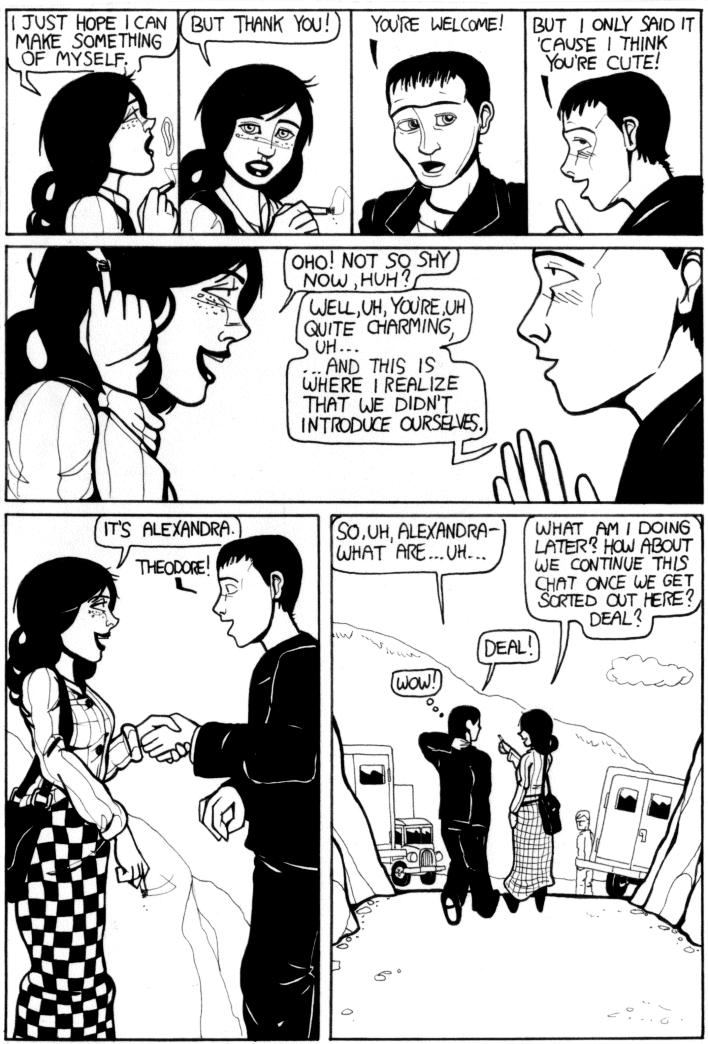 I JUST HOPE I CAN
MAKE SOMETHING
OF MYSELF.
BUT THANK YOU!
YOU'RE WELCOME!
BUT I ONLY SAID IT
'CAUSE I THINK
YOU'RE CUTE!
OHO! NOT SO SHY
NOW, HUH?
WELL, UH, YOU'RE, UH
QUITE CHARMING,
UH...
...AND THIS IS
WHERE I REALIZE
THAT WE DIDN'T
INTRODUCE OURSELVES.
IT'S ALEXANDRA.
THEODORE!
SO, UH, ALEXANDRA-
WHAT ARE...UH...
WHAT AM I DOING
LATER? HOW ABOUT
WE CONTINUE THIS
CHAT ONCE WE GET
SORTED OUT HERE?
DEAL?
DEAL!
WOW!